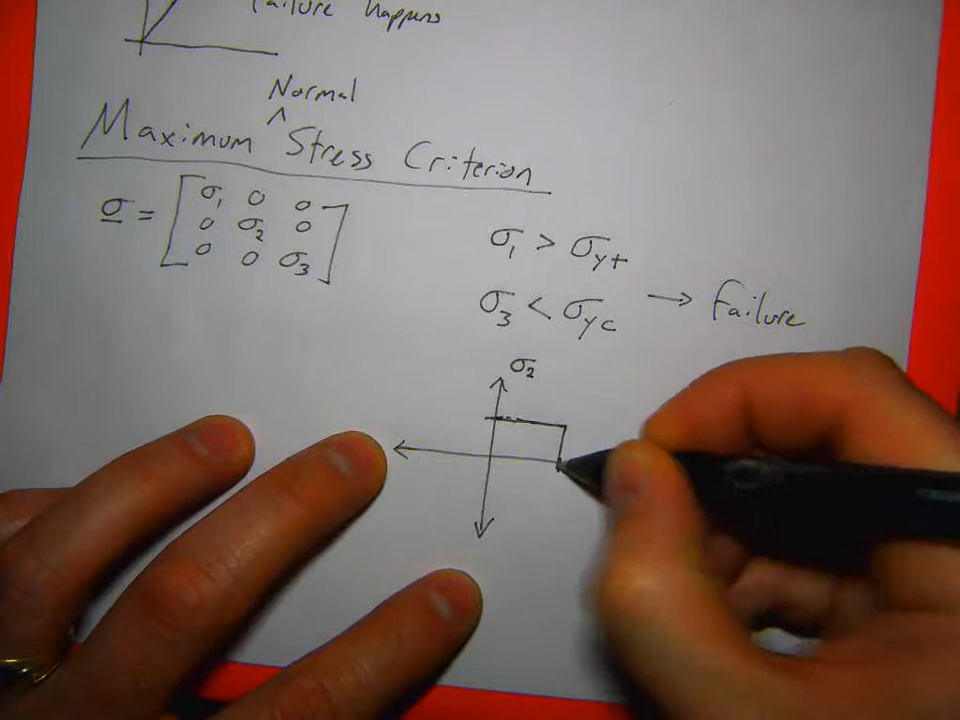 Failure happens
Normal
^
Maximum Stress Criterion
σ = [σ₁ 0 0
0 σ₂ 0
0 0 σ₃]
σ₁ > σyt
σ₃ < σyc → Failure
σ₂